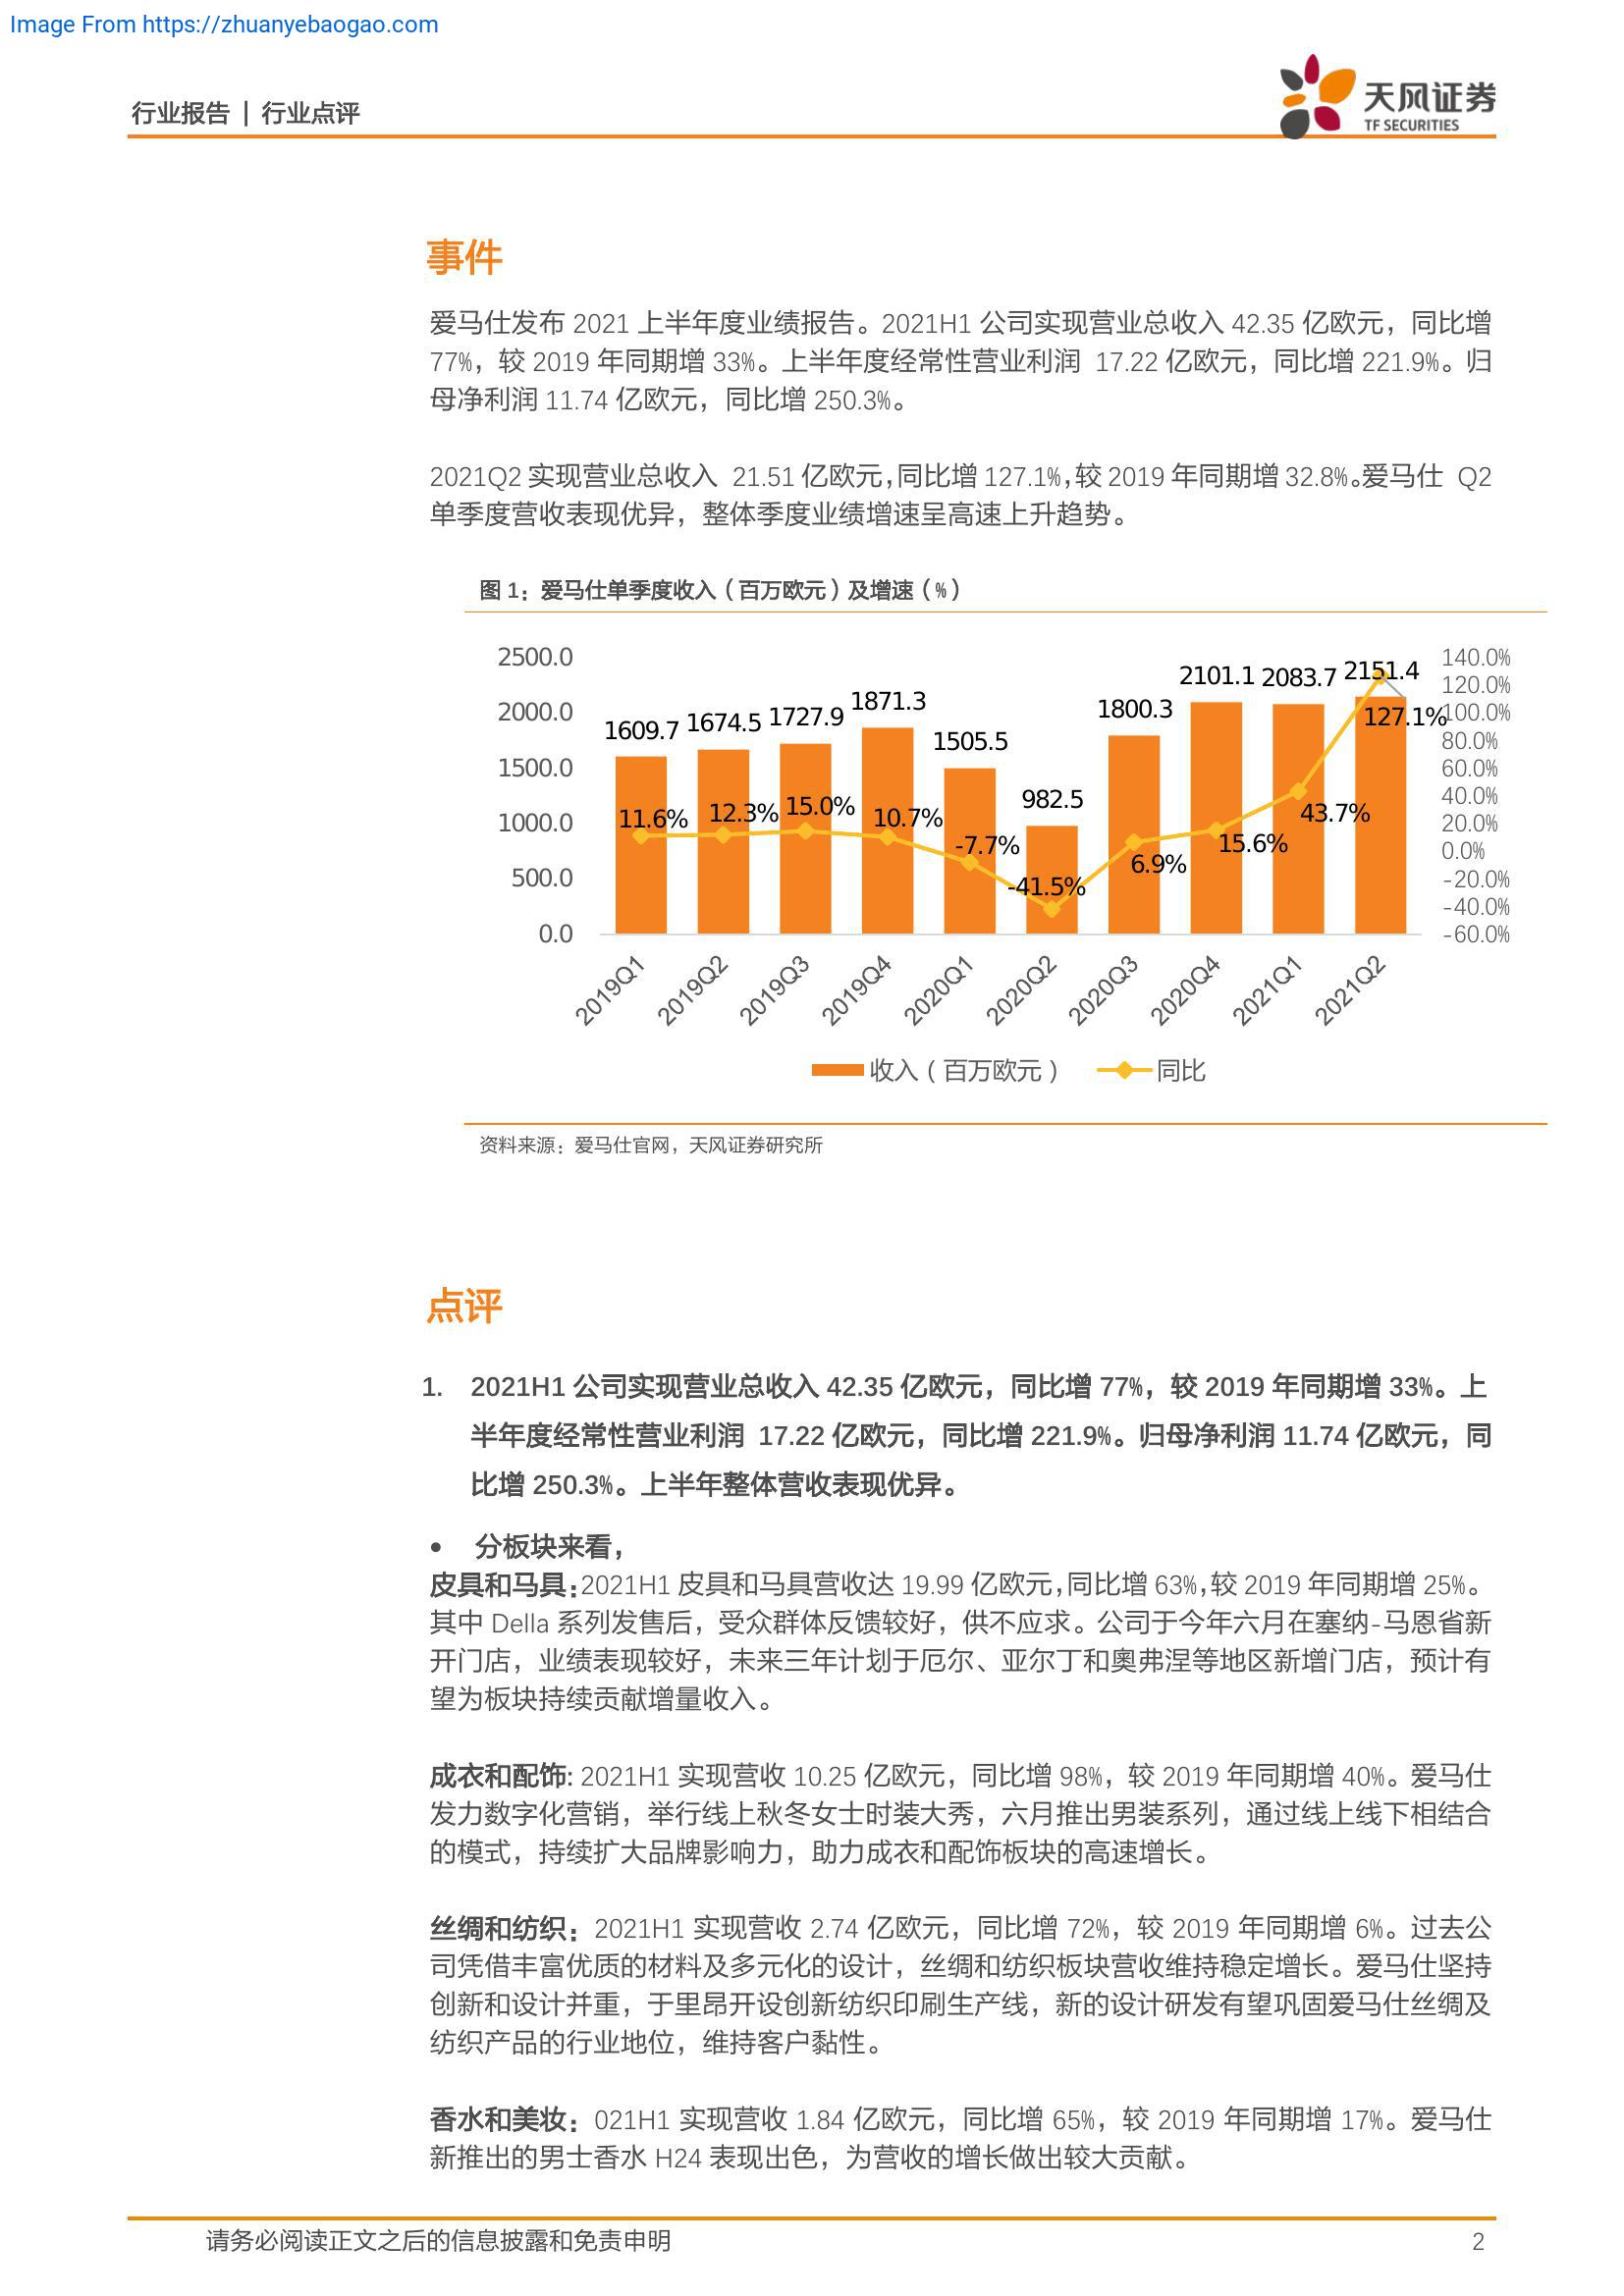 Image From https://zhuanyebaogao.com
行业报告 | 行业点评
天风证券
TF SECURITIES
事件
爱马仕发布 2021 上半年度业绩报告。2021H1 公司实现营业总收入 42.35 亿欧元，同比增
77%，较 2019 年同期增 33%。上半年度经常性营业利润 17.22 亿欧元，同比增 221.9%。归
母净利润 11.74 亿欧元，同比增 250.3%。
2021Q2 实现营业总收入 21.51 亿欧元，同比增 127.1%，较 2019 年同期增 32.8%。爱马仕 Q2
单季度营收表现优异，整体季度业绩增速呈高速上升趋势。
图 1：爱马仕单季度收入（百万欧元）及增速（%）
2500.0
2000.0
1500.0
1000.0
500.0
0.0
1609.7
1674.5
1727.9
1871.3
1505.5
982.5
1800.3
2101.1
2083.7
2151.4
11.6%
12.3%
15.0%
10.7%
-7.7%
-41.5%
6.9%
15.6%
43.7%
127.1%
140.0%
120.0%
100.0%
80.0%
60.0%
40.0%
20.0%
0.0%
-20.0%
-40.0%
-60.0%
2019Q1
2019Q2
2019Q3
2019Q4
2020Q1
2020Q2
2020Q3
2020Q4
2021Q1
2021Q2
收入（百万欧元） 同比
资料来源：爱马仕官网，天风证券研究所
点评
1. 2021H1 公司实现营业总收入 42.35 亿欧元，同比增 77%，较 2019 年同期增 33%。上
半年度经常性营业利润 17.22 亿欧元，同比增 221.9%。归母净利润 11.74 亿欧元，同
比增 250.3%。上半年整体营收表现优异。
• 分板块来看，
皮具和马具：2021H1 皮具和马具营收达 19.99 亿欧元，同比增 63%，较 2019 年同期增 25%。
其中 Della 系列发售后，受众群体反馈较好，供不应求。公司于今年六月在塞纳-马恩省新
开门店，业绩表现较好，未来三年计划于厄尔、亚尔丁和奥弗涅等地区新增门店，预计有
望为板块持续贡献增量收入。
成衣和配饰: 2021H1 实现营收 10.25 亿欧元，同比增 98%，较 2019 年同期增 40%。爱马仕
发力数字化营销，举行线上秋冬女士时装大秀，六月推出男装系列，通过线上线下相结合
的模式，持续扩大品牌影响力，助力成衣和配饰板块的高速增长。
丝绸和纺织：2021H1 实现营收 2.74 亿欧元，同比增 72%，较 2019 年同期增 6%。过去公
司凭借丰富优质的材料及多元化的设计，丝绸和纺织板块营收维持稳定增长。爱马仕坚持
创新和设计并重，于里昂开设创新纺织印刷生产线，新的设计研发有望巩固爱马仕丝绸及
纺织产品的行业地位，维持客户黏性。
香水和美妆：021H1 实现营收 1.84 亿欧元，同比增 65%，较 2019 年同期增 17%。爱马仕
新推出的男士香水 H24 表现出色，为营收的增长做出较大贡献。
请务必阅读正文之后的信息披露和免责申明
2